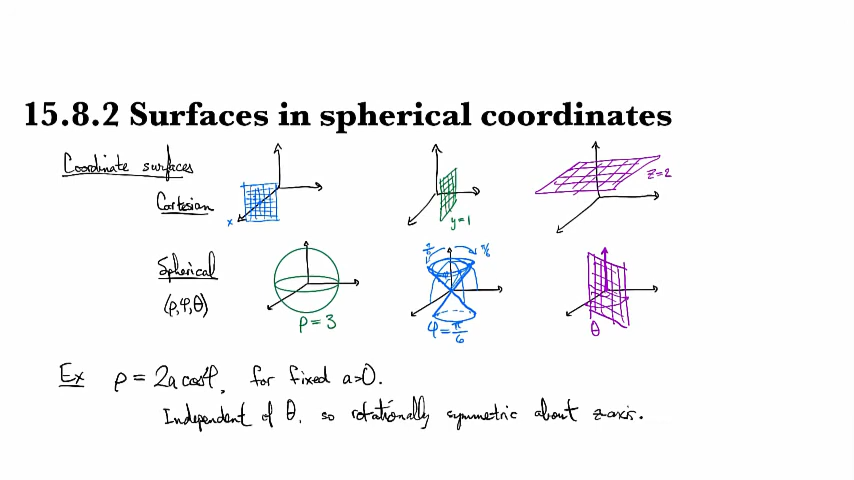 15.8.2 Surfaces in spherical coordinates
Coordinate surfaces
Cartesian
x
y=1
z=2
Spherical
(ρ,φ,θ)
ρ=3
π/6
φ=π/6
θ
Ex ρ = 2a cosφ, for fixed a>0.
Independent of θ, so rotationally symmetric about z-axis.